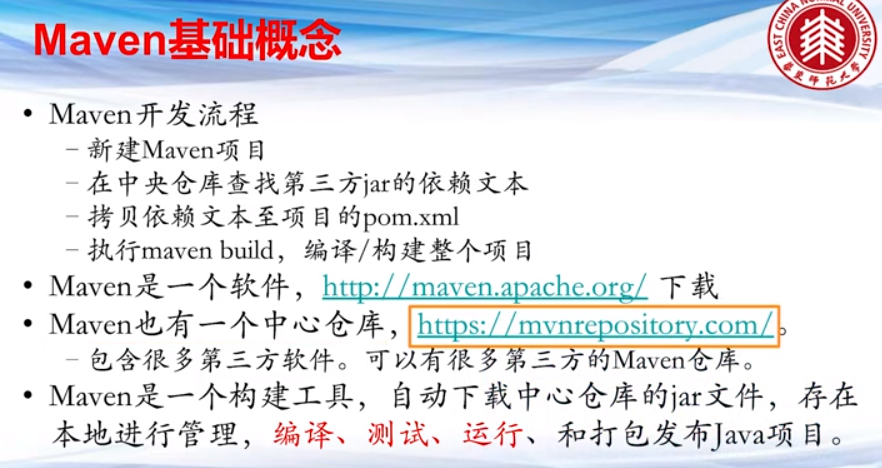 Maven基础概念
EAST CHINA NORMAL UNIVERSITY
华东师范大学
• Maven开发流程
– 新建Maven项目
– 在中央仓库查找第三方jar的依赖文本
– 拷贝依赖文本至项目的pom.xml
– 执行maven build，编译/构建整个项目
• Maven是一个软件，http://maven.apache.org/ 下载
• Maven也有一个中心仓库，https://mvnrepository.com/。
– 包含很多第三方软件。可以有很多第三方的Maven仓库。
• Maven是一个构建工具，自动下载中心仓库的jar文件，存在
本地进行管理，编译、测试、运行、和打包发布Java项目。